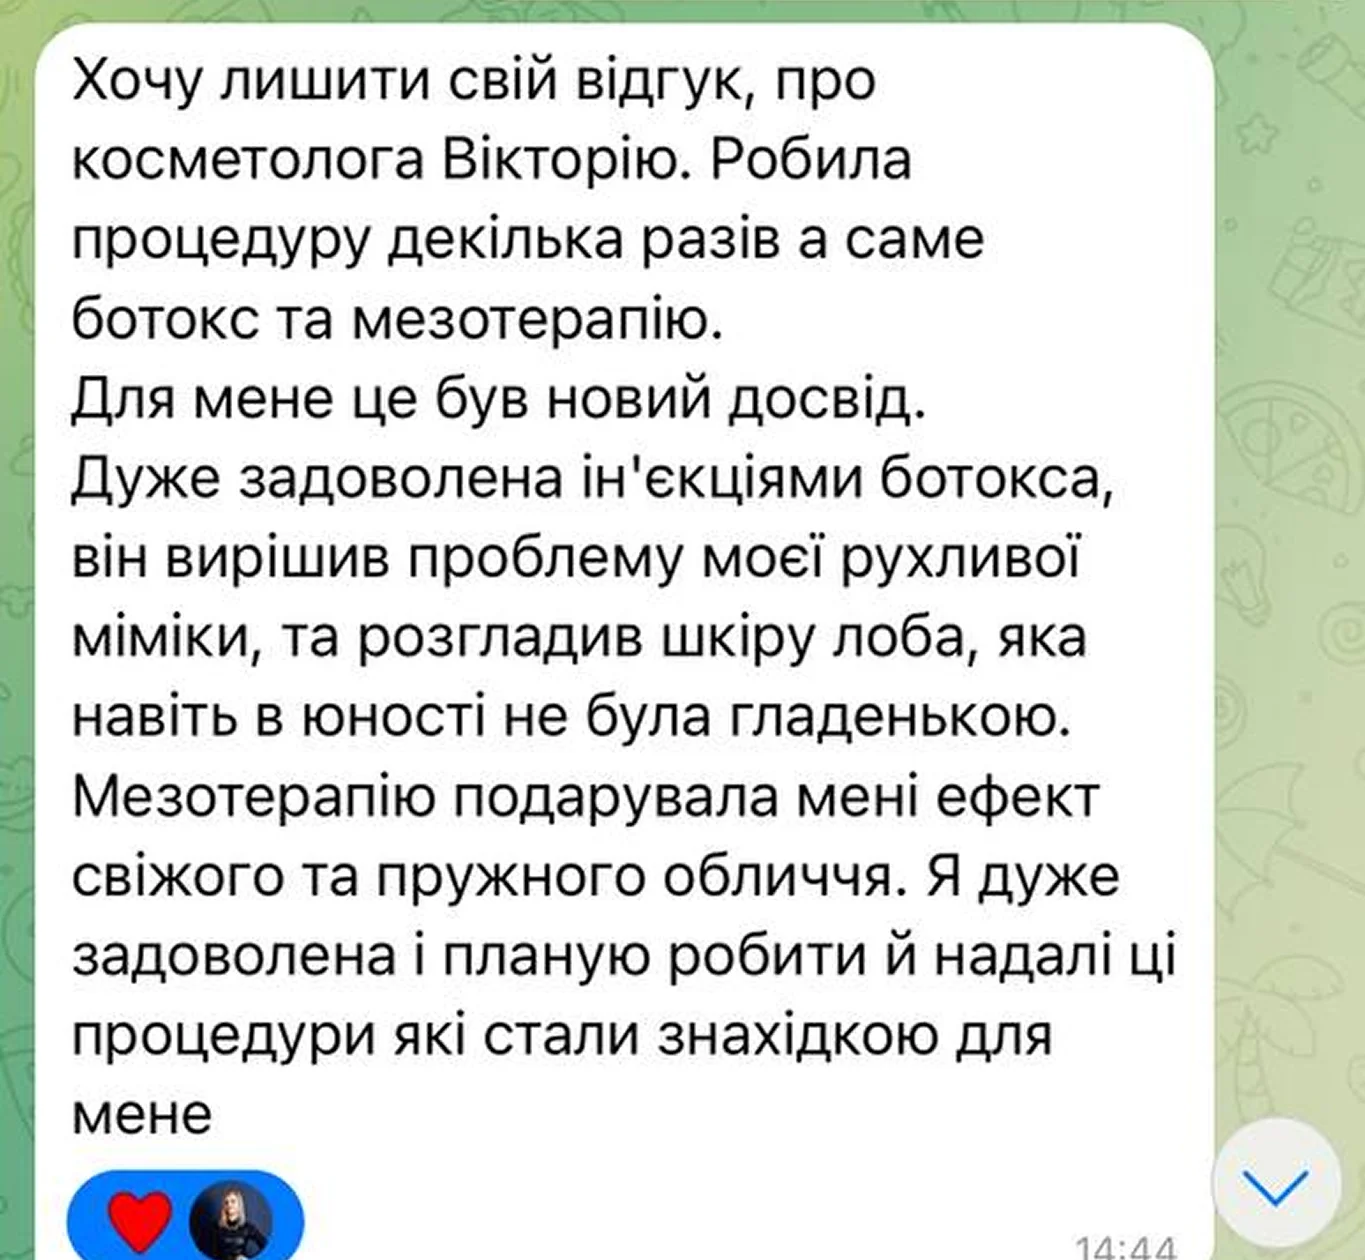 Хочу лишити свій відгук, про
косметолога Вікторію. Робила
процедуру декілька разів а саме
ботокс та мезотерапію.
Для мене це був новий досвід.
Дуже задоволена ін'єкціями ботокса,
він вирішив проблему моєї рухливої
міміки, та розгладив шкіру лоба, яка
навіть в юності не була гладенькою.
Мезотерапію подарувала мені ефект
свіжого та пружного обличчя. Я дуже
задоволена і планую робити й надалі ці
процедури які стали знахідкою для
мене
14:44